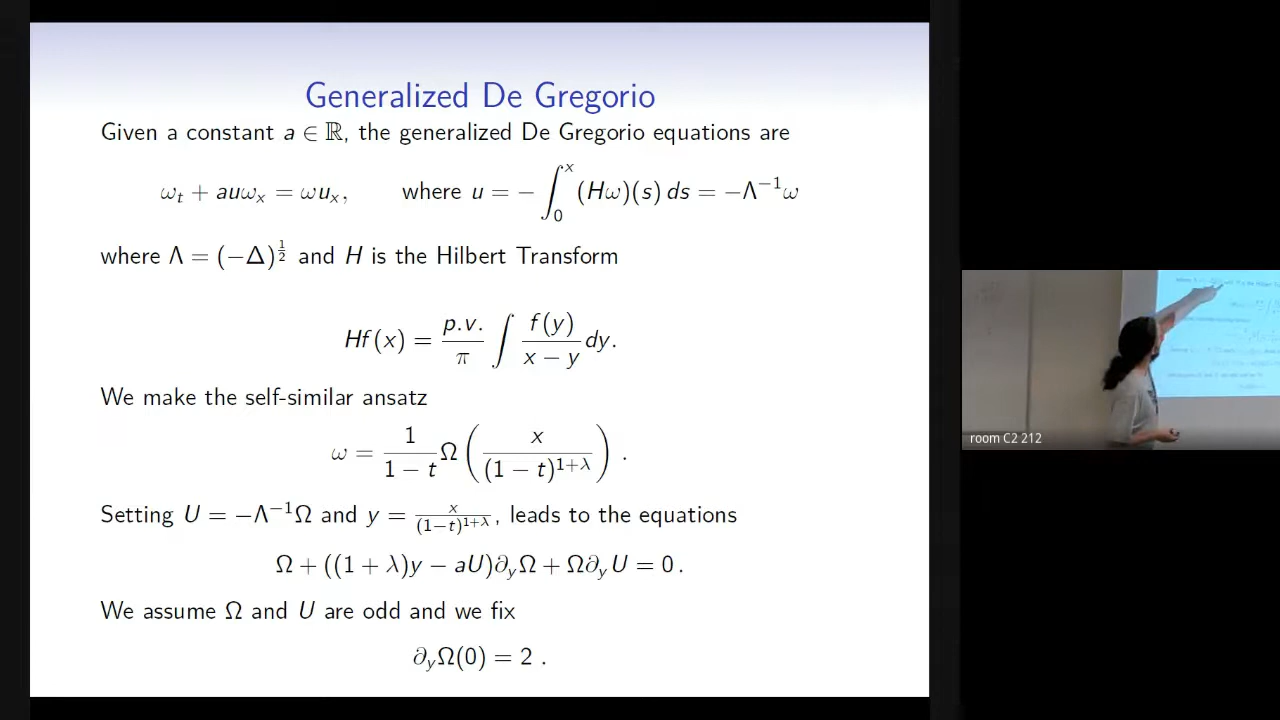 Generalized De Gregorio
Given a constant a ∈ ℝ, the generalized De Gregorio equations are
ω_t + auω_x = ωu_x, where u = −∫_0^x (Hω)(s) ds = −Λ^{−1}ω
where Λ = (−Δ)^{1/2} and H is the Hilbert Transform
Hf(x) = p.v./π ∫ f(y)/(x − y) dy.
We make the self-similar ansatz
ω = 1/(1 − t) Ω (x/(1 − t)^{1+λ}) .
Setting U = −Λ^{−1}Ω and y = x/(1−t)^{1+λ}, leads to the equations
Ω + ((1 + λ)y − aU)∂_yΩ + Ω∂_yU = 0 .
We assume Ω and U are odd and we fix
∂_yΩ(0) = 2 .
room C2 212